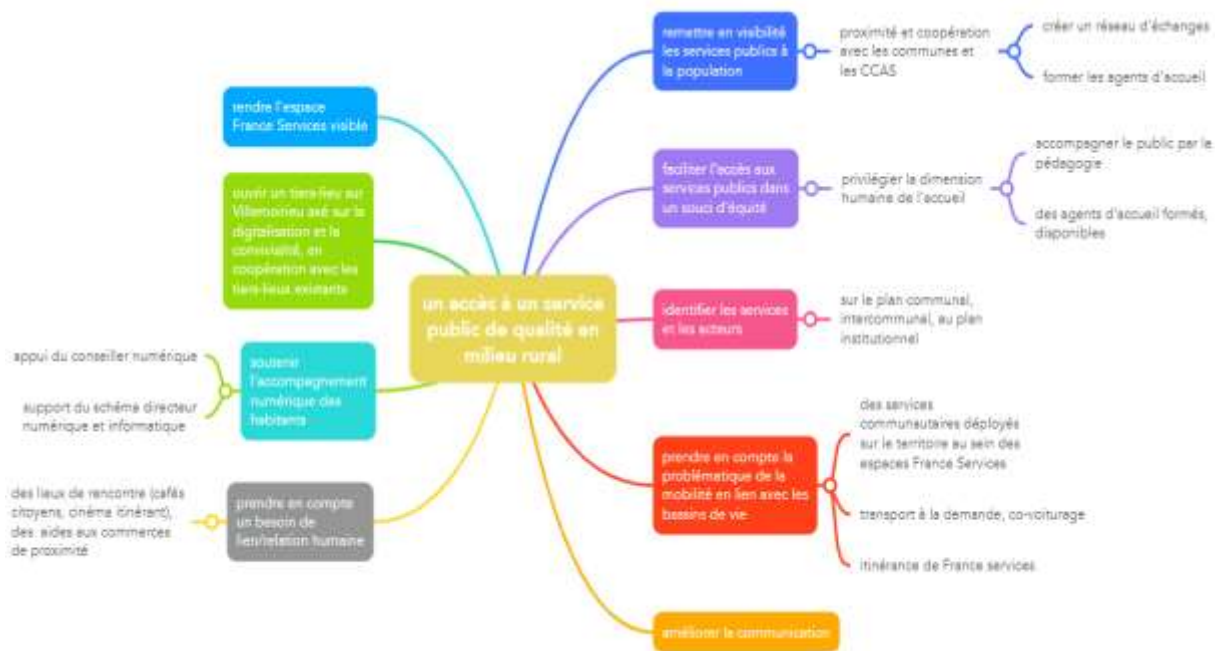 un accès à un service
public de qualité en
milieu rural
remettre en visibilité
les services publics à
la population
proximité et coopération
avec les communes et
les CCAS
créer un réseau d'échanges
former les agents d'accueil
faciliter l'accès aux
services publics dans
un souci d'équité
privilégier la dimension
humaine de l'accueil
accompagner le public par le
pédagogie
des agents d'accueil formés,
disponibles
identifier les services
et les acteurs
sur le plan communal,
intercommunal, au plan
institutionnel
prendre en compte la
problématique de la
mobilité en lien avec les
bassins de vie
des services
communautaires déployés
sur le territoire au sein des
espaces France Services
transport à la demande, co-voiturage
itinérance de France services
améliorer la communication
rendre l'espace
France Services visible
ouvrir un tiers-lieu sur
Villemoirieu axé sur la
digitalisation et la
convivialité, en
coopération avec les
tiers-lieux existants
soutenir
l'accompagnement
numérique des
habitants
appui du conseiller numérique
support du schéma directeur
numérique et informatique
prendre en compte
un besoin de
lien/relation humaine
des lieux de rencontre (cafés
citoyens, cinéma itinérant),
des aides aux commerces
de proximité